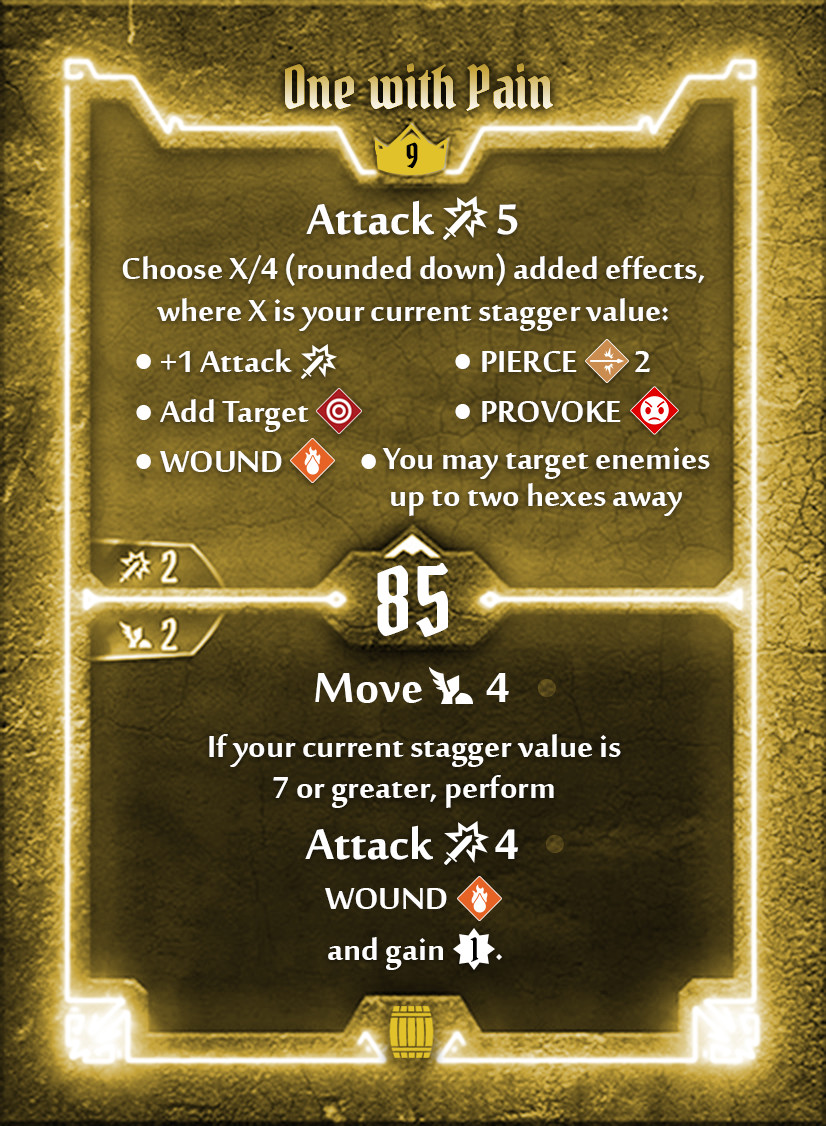 One with Pain
9
Attack 5
Choose X/4 (rounded down) added effects,
where X is your current stagger value:
• +1 Attack
• PIERCE 2
• Add Target
• PROVOKE
• WOUND
• You may target enemies
up to two hexes away
2
85
2
Move 4
If your current stagger value is
7 or greater, perform
Attack 4
WOUND
and gain 1.